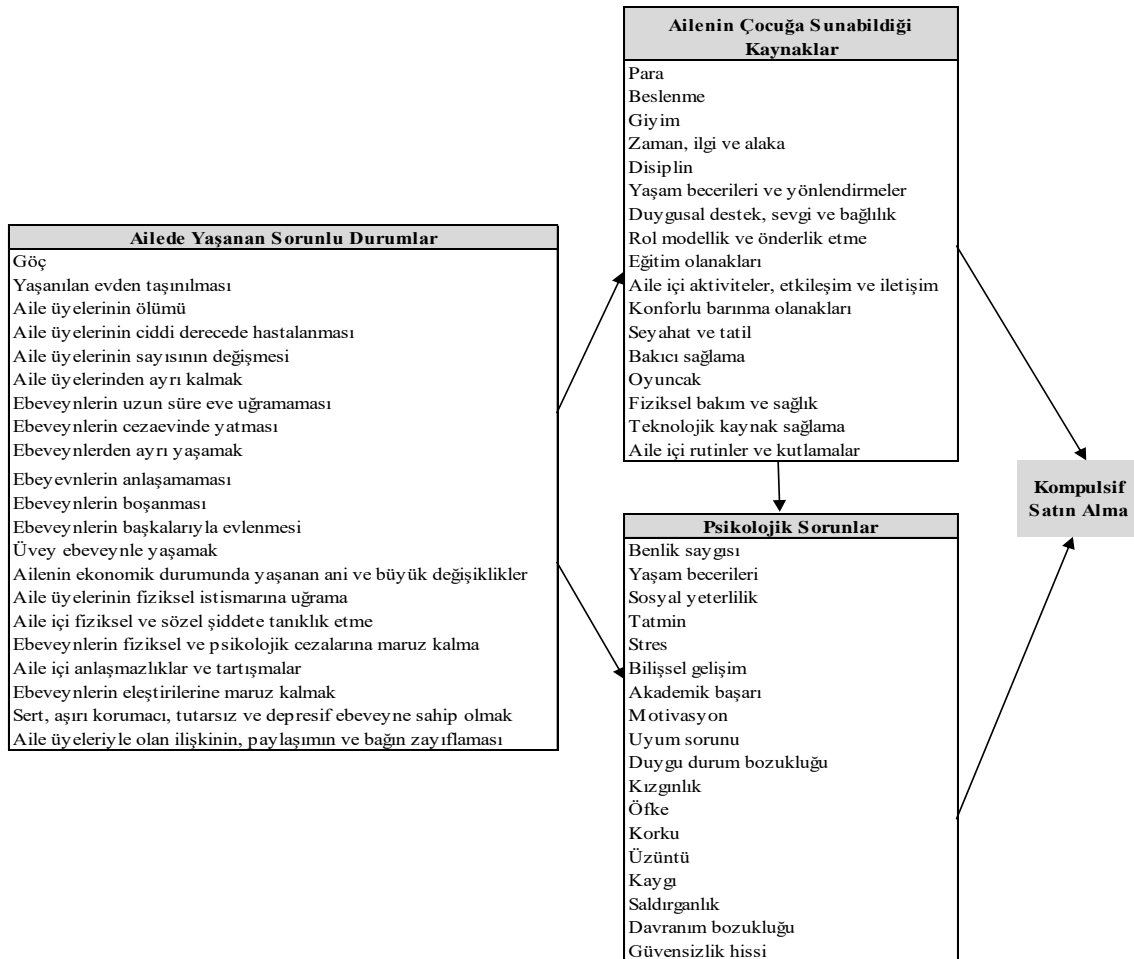 Ailenin Çocuğa Sunabildiği
Kaynaklar
Para
Beslenme
Giyim
Zaman, ilgi ve alaka
Disiplin
Yaşam becerileri ve yönlendirmeler
Duygusal destek, sevgi ve bağlılık
Rol modellik ve önderlik etme
Eğitim olanakları
Aile içi aktiviteler, etkileşim ve iletişim
Konforlu barınma olanakları
Seyahat ve tatil
Bakıcı sağlama
Oyuncak
Fiziksel bakım ve sağlık
Teknolojik kaynak sağlama
Aile içi rutinler ve kutlamalar
Ailede Yaşanan Sorunlu Durumlar
Göç
Yaşanılan evden taşınılması
Aile üyelerinin ölümü
Aile üyelerinin ciddi derecede hastalanması
Aile üyelerinin sayısının değişmesi
Aile üyelerinden ayrı kalmak
Ebeveynlerin uzun süre eve uğramaması
Ebeveynlerin cezaevinde yatması
Ebeveynlerden ayrı yaşamak
Ebeyevnlerin anlaşamaması
Ebeveynlerin boşanması
Ebeveynlerin başkalarıyla evlenmesi
Üvey ebeveynle yaşamak
Ailenin ekonomik durumunda yaşanan ani ve büyük değişiklikler
Aile üyelerinin fiziksel istismarına uğrama
Aile içi fiziksel ve sözel şiddete tanıklık etme
Ebeveynlerin fiziksel ve psikolojik cezalarına maruz kalma
Aile içi anlaşmazlıklar ve tartışmalar
Ebeveynlerin eleştirilerine maruz kalmak
Sert, aşırı korumacı, tutarsız ve depresif ebeveyne sahip olmak
Aile üyeleriyle olan ilişkinin, paylaşımın ve bağın zayıflaması
Psikolojik Sorunlar
Benlik saygısı
Yaşam becerileri
Sosyal yeterlilik
Tatmin
Stres
Bilişsel gelişim
Akademik başarı
Motivasyon
Uyum sorunu
Duygu durum bozukluğu
Kızgınlık
Öfke
Korku
Üzüntü
Kaygı
Saldırganlık
Davranım bozukluğu
Güvensizlik hissi
Kompulsif
Satın Alma